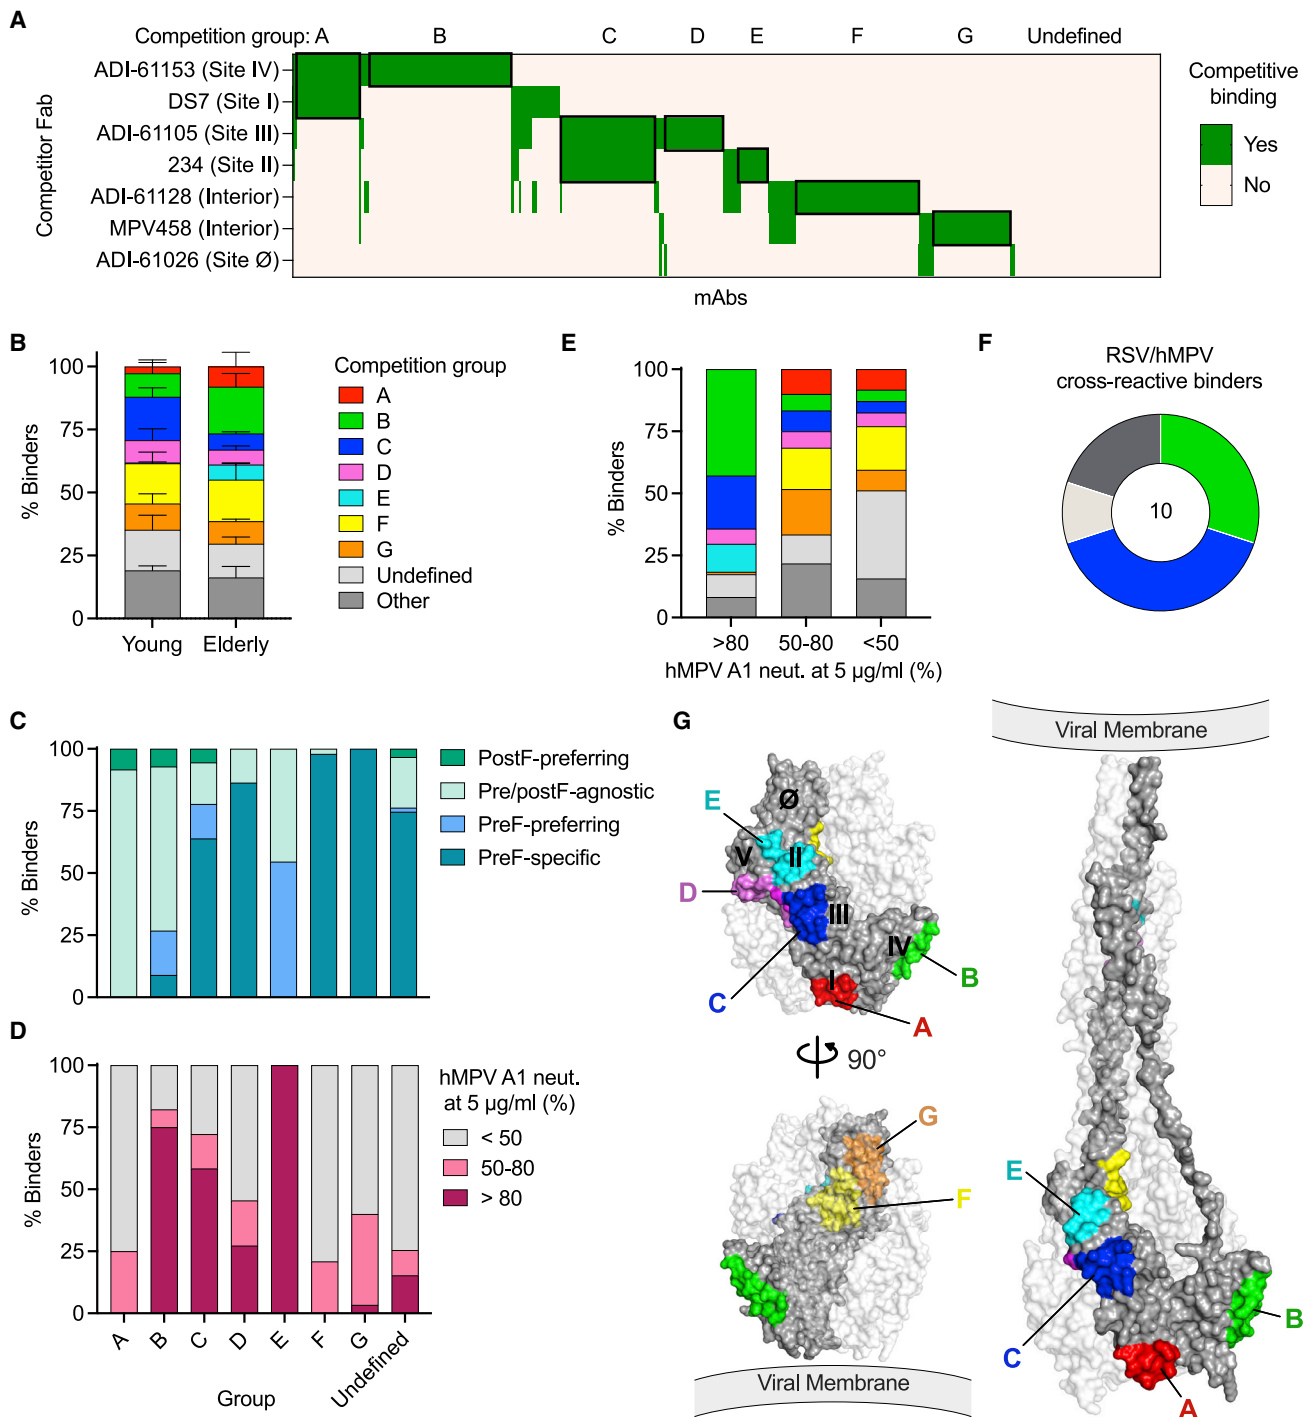 A
Competition group: A B C D E F G Undefined
Competitor Fab
ADI-61153 (Site IV)
DS7 (Site I)
ADI-61105 (Site III)
234 (Site II)
ADI-61128 (Interior)
MPV458 (Interior)
ADI-61026 (Site Ø)
mAbs
Competitive
binding
Yes
No
B
% Binders
100
75
50
25
0
Young Elderly
Competition group
A
B
C
D
E
F
G
Undefined
Other
E
% Binders
100
75
50
25
0
>80 50-80 <50
hMPV A1 neut. at 5 µg/ml (%)
F
RSV/hMPV
cross-reactive binders
10
C
% Binders
100
75
50
25
0
PostF-preferring
Pre/postF-agnostic
PreF-preferring
PreF-specific
D
% Binders
100
75
50
25
0
A B C D E F G Undefined
Group
hMPV A1 neut.
at 5 µg/ml (%)
< 50
50-80
> 80
G
E
Ø
V
II
D
III
IV
I
C
B
A
90°
G
F
Viral Membrane
Viral Membrane
E
C
B
A